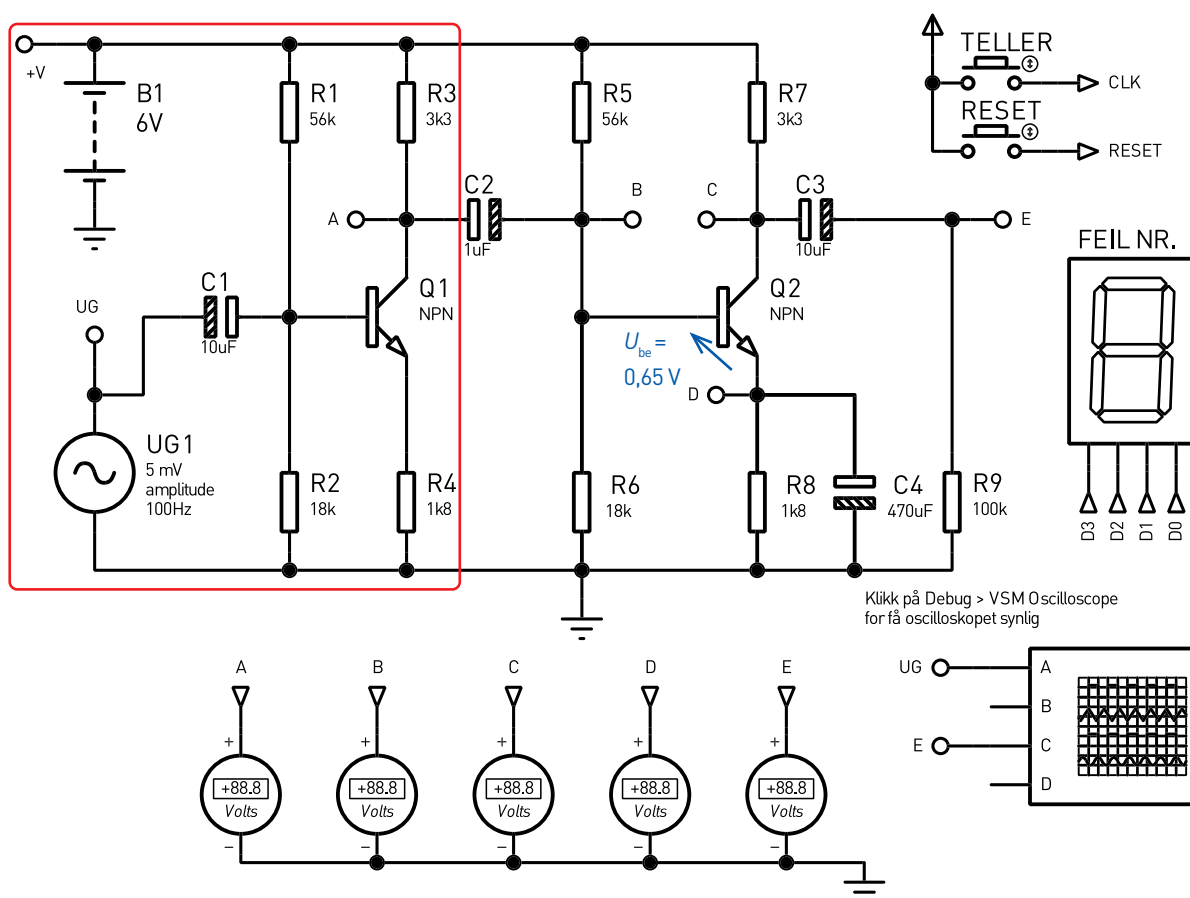 +V
B1
6V
R1
56k
R3
3k3
R5
56k
R7
3k3
TELLER
CLK
RESET
RESET
A
C2
1uF
B
C
C3
10uF
E
FEIL NR.
UG
C1
10uF
Q1
NPN
Q2
NPN
Ube =
0,65 V
D
UG1
5 mV
amplitude
100Hz
R2
18k
R4
1k8
R6
18k
R8
1k8
C4
470uF
R9
100k
D3
D2
D1
D0
Klikk på Debug > VSM Oscilloscope
for få oscilloskopet synlig
A
B
C
D
E
UG
E
A
B
C
D
+
+
+
+
+
+88.8
Volts
+88.8
Volts
+88.8
Volts
+88.8
Volts
+88.8
Volts
−
−
−
−
−